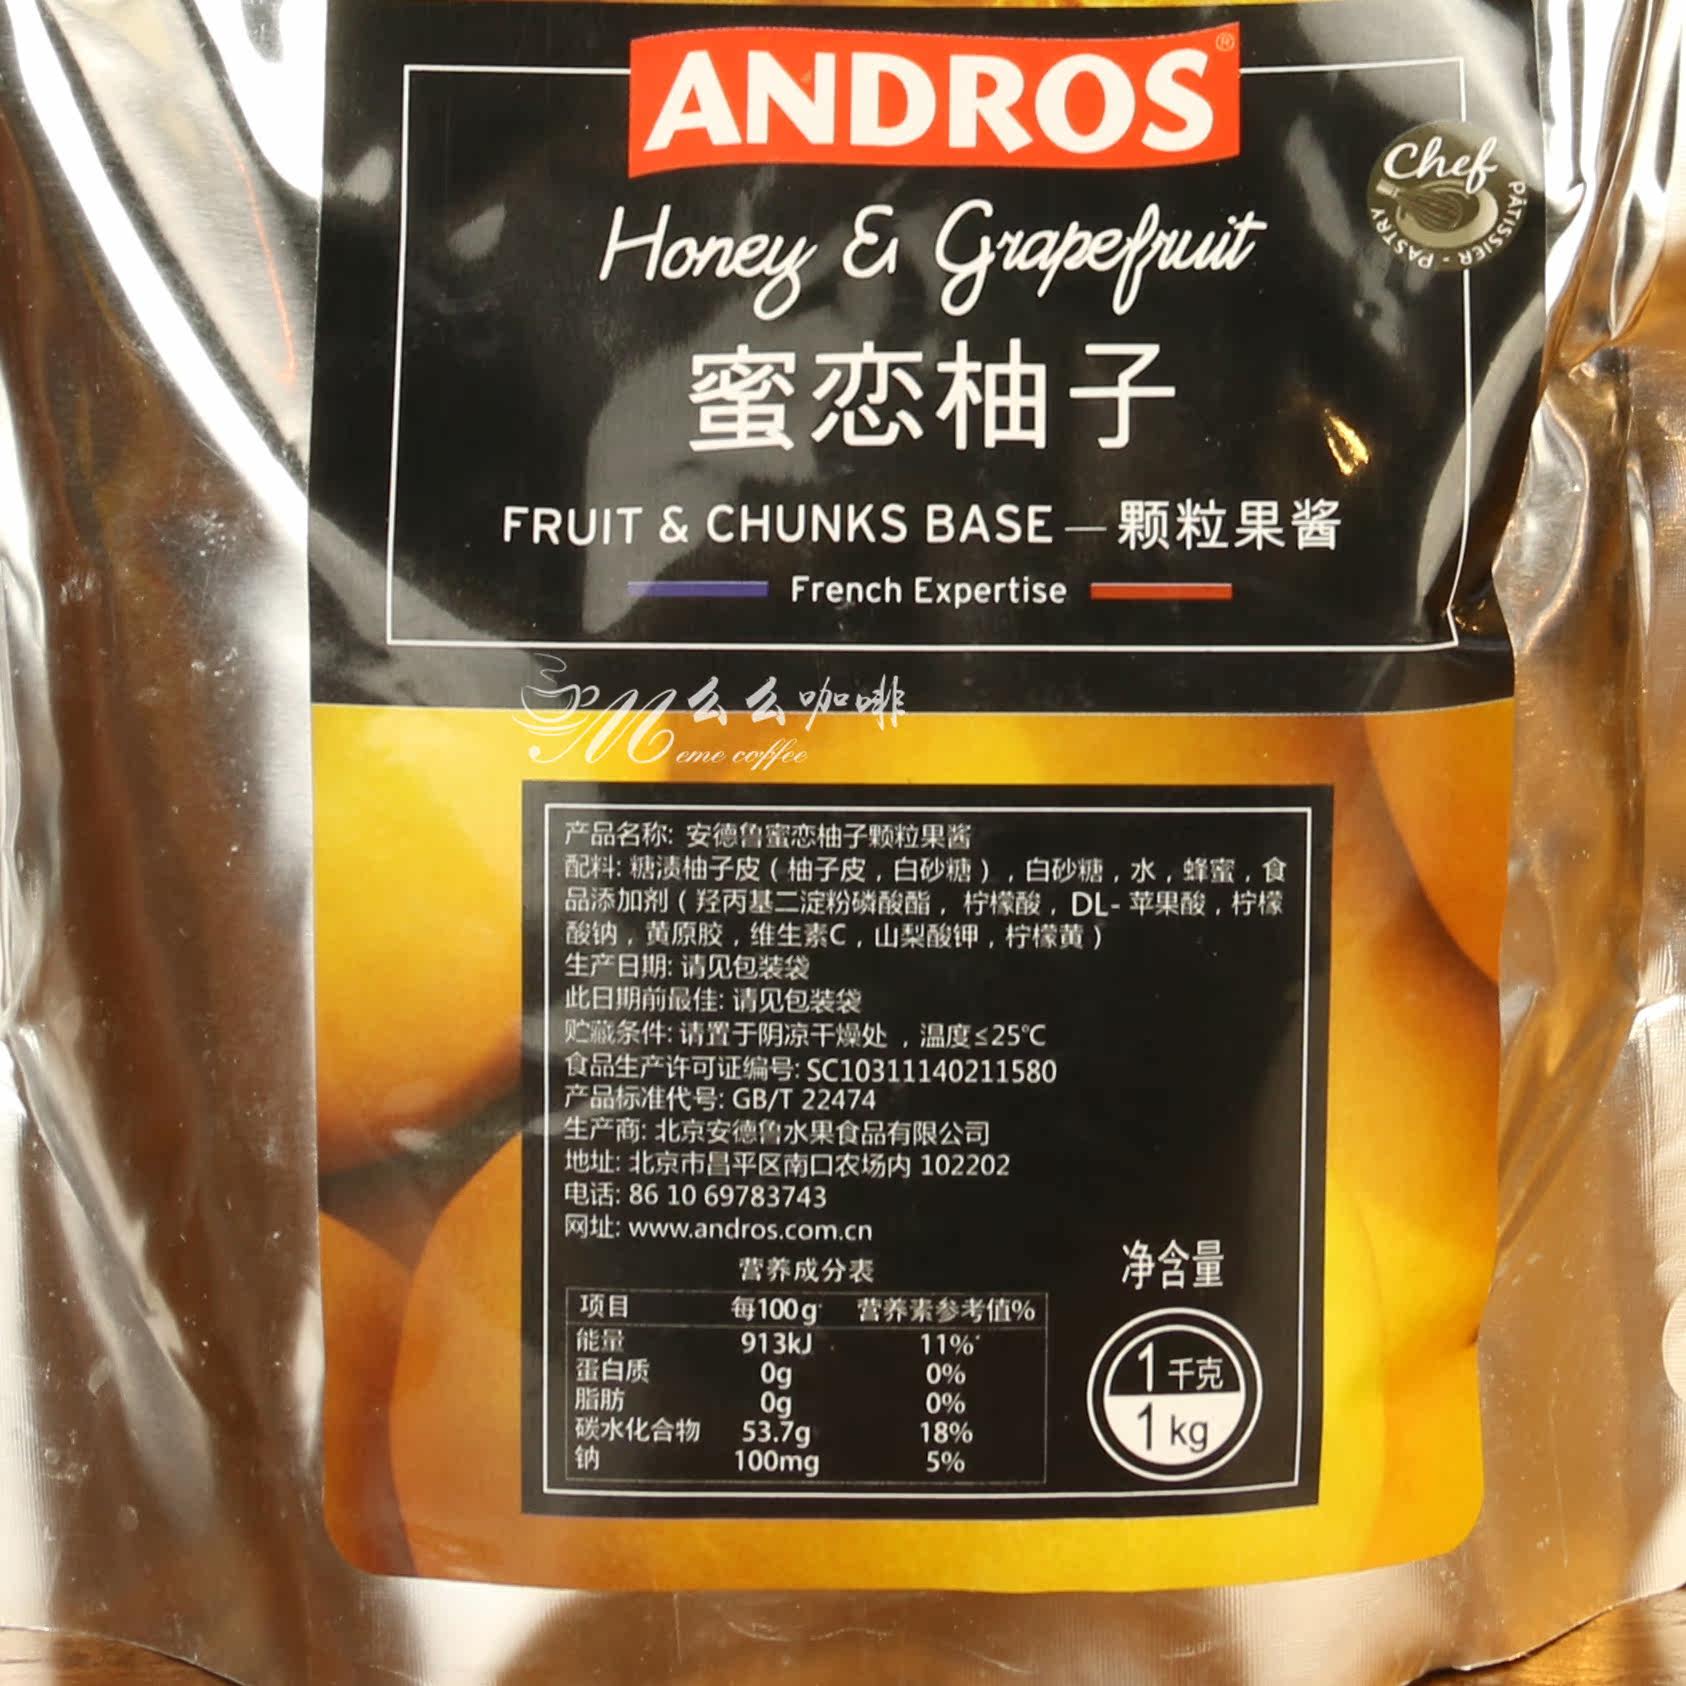 ANDROS®
Chef
PÂTISSIER - PASTRY
Honey & Grapefruit
蜜恋柚子
FRUIT & CHUNKS BASE — 颗粒果酱
French Expertise
么么咖啡
Meme coffee
产品名称: 安德鲁蜜恋柚子颗粒果酱
配料: 糖渍柚子皮（柚子皮，白砂糖），白砂糖，水，蜂蜜，食
品添加剂（羟丙基二淀粉磷酸酯，柠檬酸，DL- 苹果酸，柠檬
酸钠，黄原胶，维生素C，山梨酸钾，柠檬黄）
生产日期: 请见包装袋
此日期前最佳: 请见包装袋
贮藏条件: 请置于阴凉干燥处，温度≤25℃
食品生产许可证编号: SC10311140211580
产品标准代号: GB/T 22474
生产商: 北京安德鲁水果食品有限公司
地址: 北京市昌平区南口农场内 102202
电话: 86 10 69783743
网址: www.andros.com.cn
营养成分表
项目 每100g 营养素参考值%
能量 913kJ 11%
蛋白质 0g 0%
脂肪 0g 0%
碳水化合物 53.7g 18%
钠 100mg 5%
净含量
1千克
1kg